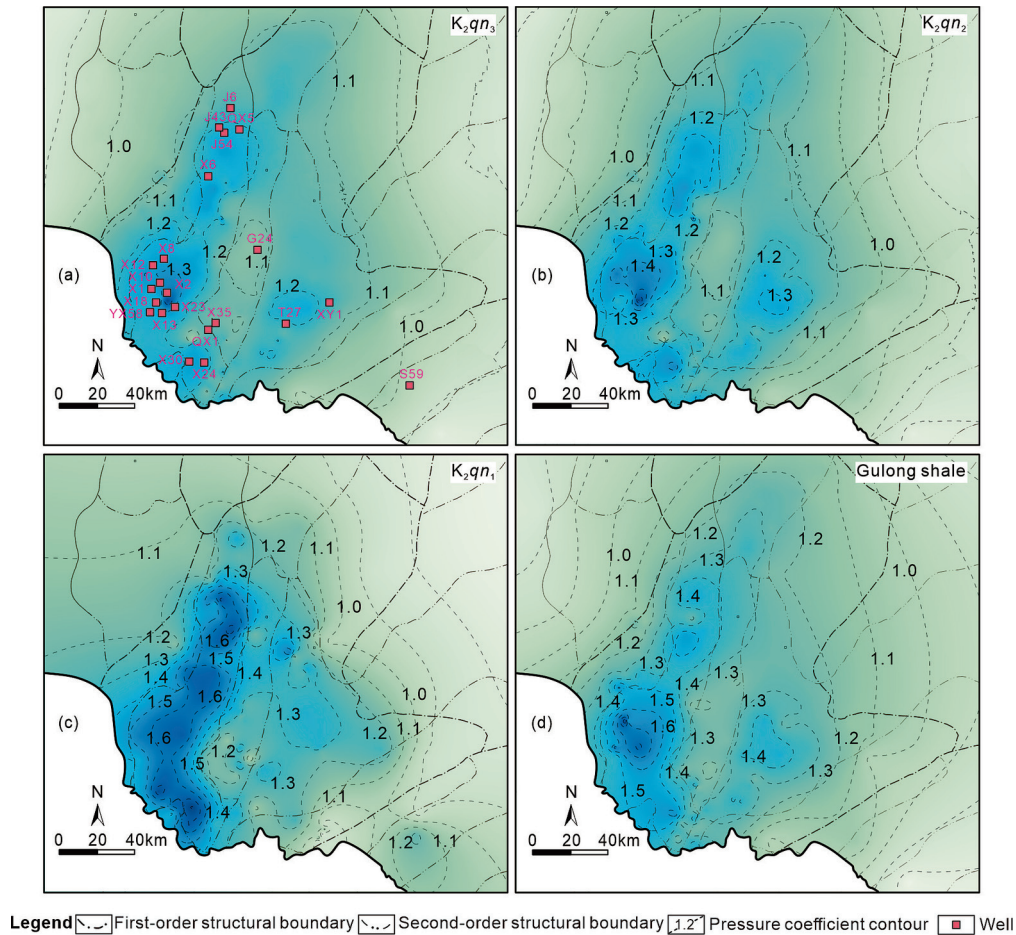 K₂qn₃
1.1
J6
J43
QX5
J54
1.0
X6
1.1
1.2
1.2
G24
1.1
(a)
X8
X12
1.3
X1
X2
1.2
XY1
1.1
X18
X23
YX58
X13
X35
T27
QX7
1.0
X30
X24
S59
N
0 20 40km
K₂qn₂
1.1
1.2
1.1
1.0
1.1
1.2
1.2
1.0
1.3
1.2
(b)
1.4
1.3
1.1
1.3
1.1
N
0 20 40km
K₂qn₁
1.1
1.2
1.1
1.3
1.0
1.2
1.6
1.3
1.3
1.5
1.4
1.4
1.6
1.0
1.5
1.3
(c)
1.6
1.1
1.2
1.2
1.5
1.3
1.1
N
1.4
0 20 40km
1.2
1.1
Gulong shale
1.2
1.2
1.3
1.0
1.0
1.1
1.4
1.2
1.1
1.3
1.3
1.4
1.4
1.5
1.3
(d)
1.6
1.3
1.2
1.4
1.4
1.3
1.5
N
0 20 40km
Legend First-order structural boundary Second-order structural boundary 1.2 Pressure coefficient contour Well